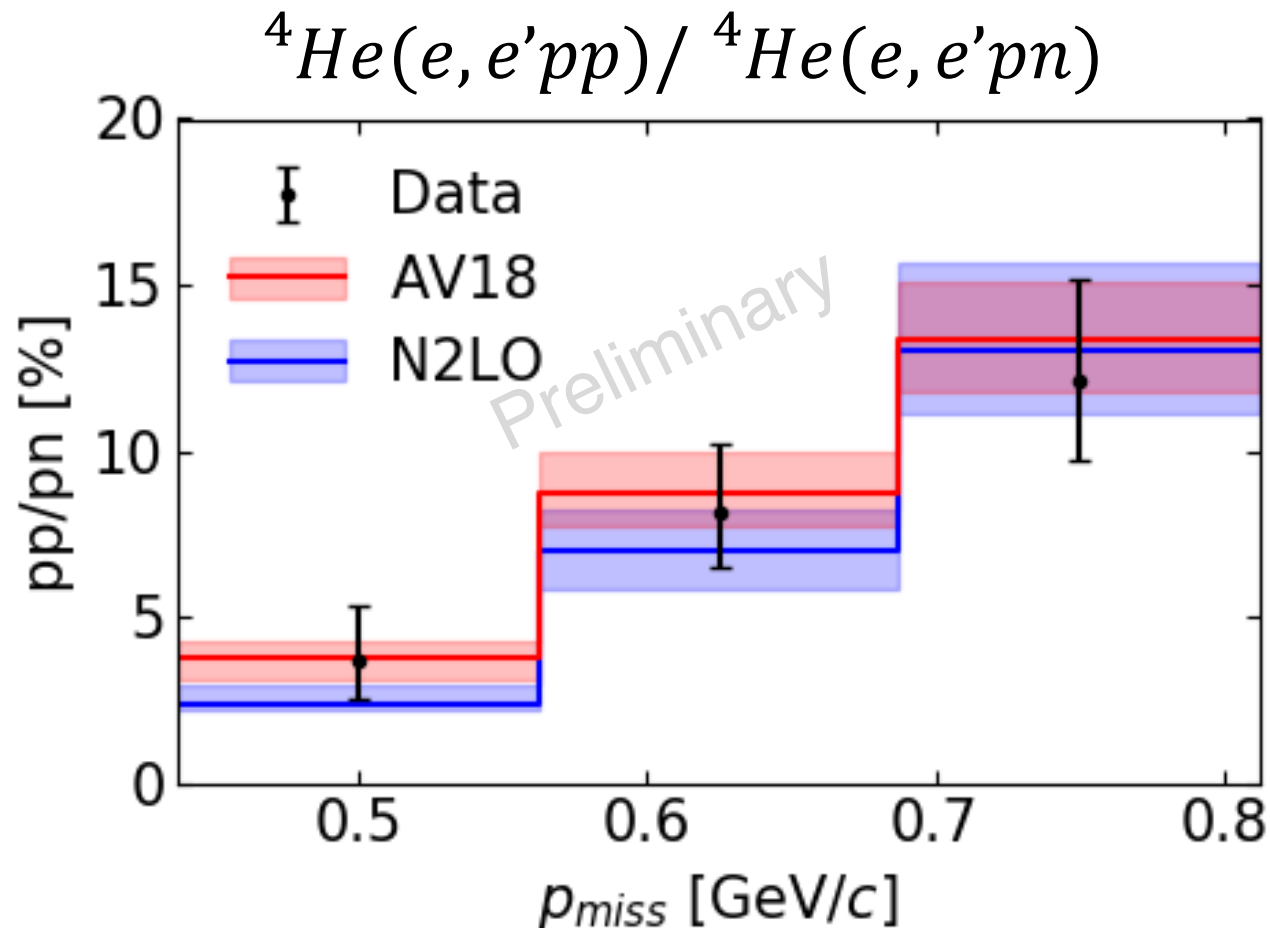 ⁴He(e, e’pp)/ ⁴He(e, e’pn)
20
15
10
5
0
pp/pn [%]
Data
AV18
N2LO
Preliminary
0.5 0.6 0.7 0.8
pmiss [GeV/c]